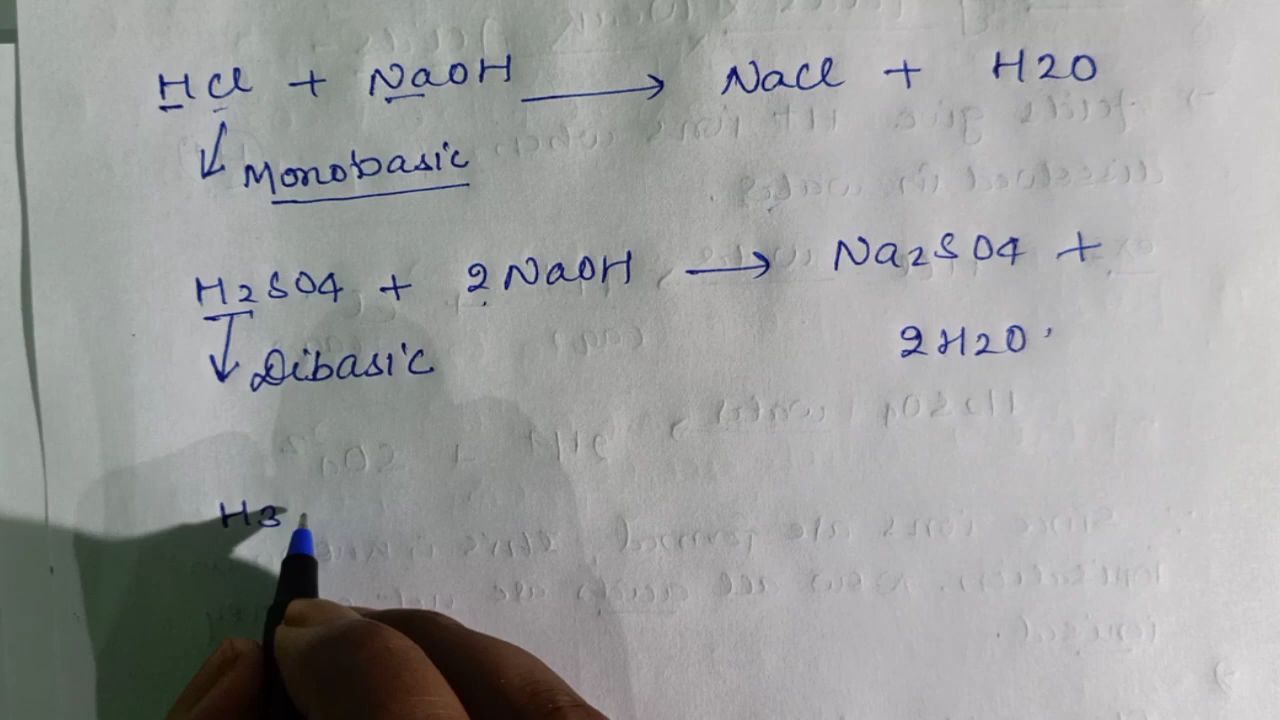 HCl + NaOH → NaCl + H2O
Monobasic
H2SO4 + 2NaOH → Na2SO4 +
2H2O.
Dibasic
H3